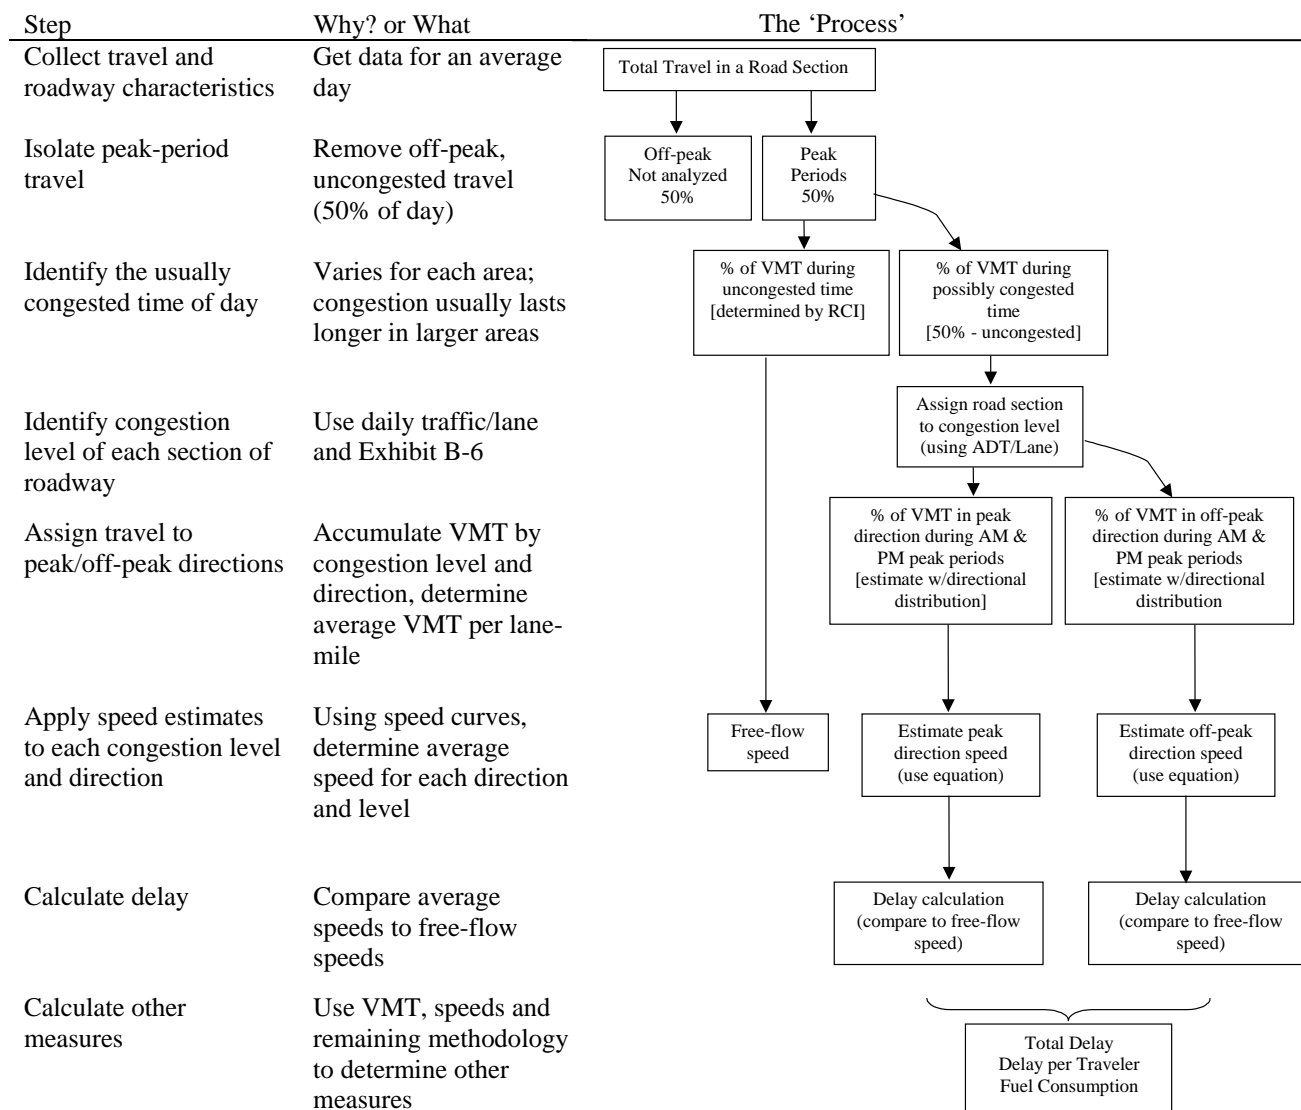 Step
Why? or What
The ‘Process’
Collect travel and
roadway characteristics
Get data for an average
day
Total Travel in a Road Section
Isolate peak-period
travel
Remove off-peak,
uncongested travel
(50% of day)
Off-peak
Not analyzed
50%
Peak
Periods
50%
Identify the usually
congested time of day
Varies for each area;
congestion usually lasts
longer in larger areas
% of VMT during
uncongested time
[determined by RCI]
% of VMT during
possibly congested
time
[50% - uncongested]
Identify congestion
level of each section of
roadway
Use daily traffic/lane
and Exhibit B-6
Assign road section
to congestion level
(using ADT/Lane)
Assign travel to
peak/off-peak directions
Accumulate VMT by
congestion level and
direction, determine
average VMT per lane-
mile
% of VMT in peak
direction during AM &
PM peak periods
[estimate w/directional
distribution]
% of VMT in off-peak
direction during AM &
PM peak periods
[estimate w/directional
distribution
Apply speed estimates
to each congestion level
and direction
Using speed curves,
determine average
speed for each direction
and level
Free-flow
speed
Estimate peak
direction speed
(use equation)
Estimate off-peak
direction speed
(use equation)
Calculate delay
Compare average
speeds to free-flow
speeds
Delay calculation
(compare to free-flow
speed)
Delay calculation
(compare to free-flow
speed)
Calculate other
measures
Use VMT, speeds and
remaining methodology
to determine other
measures
Total Delay
Delay per Traveler
Fuel Consumption